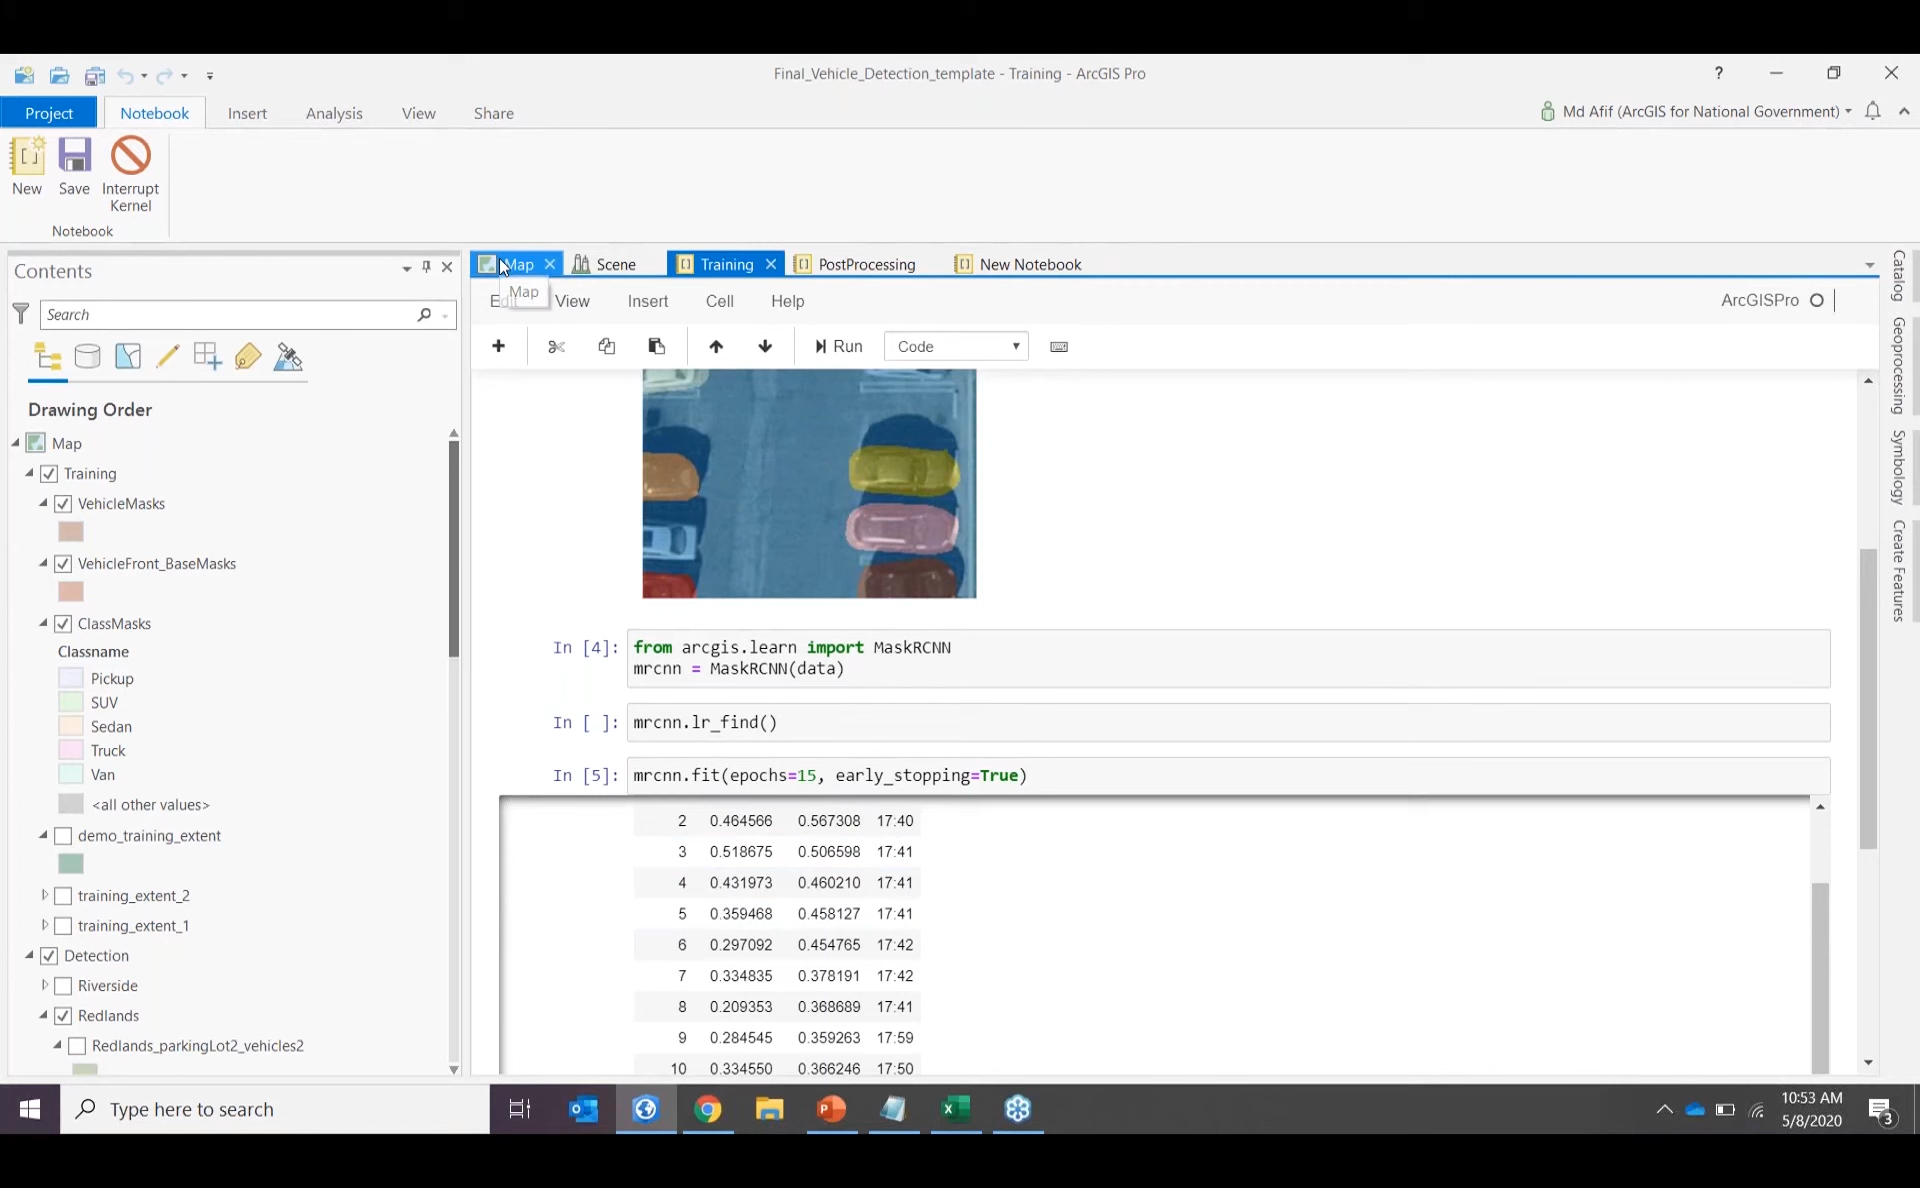 Final_Vehicle_Detection_template - Training - ArcGIS Pro
?
Project Notebook Insert Analysis View Share
Md Afif (ArcGIS for National Government)
New Save Interrupt Kernel
Notebook
Contents
Search
Drawing Order
Map
Training
VehicleMasks
VehicleFront_BaseMasks
ClassMasks
Classname
Pickup
SUV
Sedan
Truck
Van
<all other values>
demo_training_extent
training_extent_2
training_extent_1
Detection
Riverside
Redlands
Redlands_parkingLot2_vehicles2
Map Scene Training PostProcessing New Notebook
Map
View Insert Cell Help
ArcGISPro
Run Code
In [4]: from arcgis.learn import MaskRCNN
mrcnn = MaskRCNN(data)
In [ ]: mrcnn.lr_find()
In [5]: mrcnn.fit(epochs=15, early_stopping=True)
2 0.464566 0.567308 17:40
3 0.518675 0.506598 17:41
4 0.431973 0.460210 17:41
5 0.359468 0.458127 17:41
6 0.297092 0.454765 17:42
7 0.334835 0.378191 17:42
8 0.209353 0.368689 17:41
9 0.284545 0.359263 17:59
10 0.334550 0.366246 17:50
Catalog
Geoprocessing
Symbology
Create Features
Type here to search
10:53 AM
5/8/2020
3